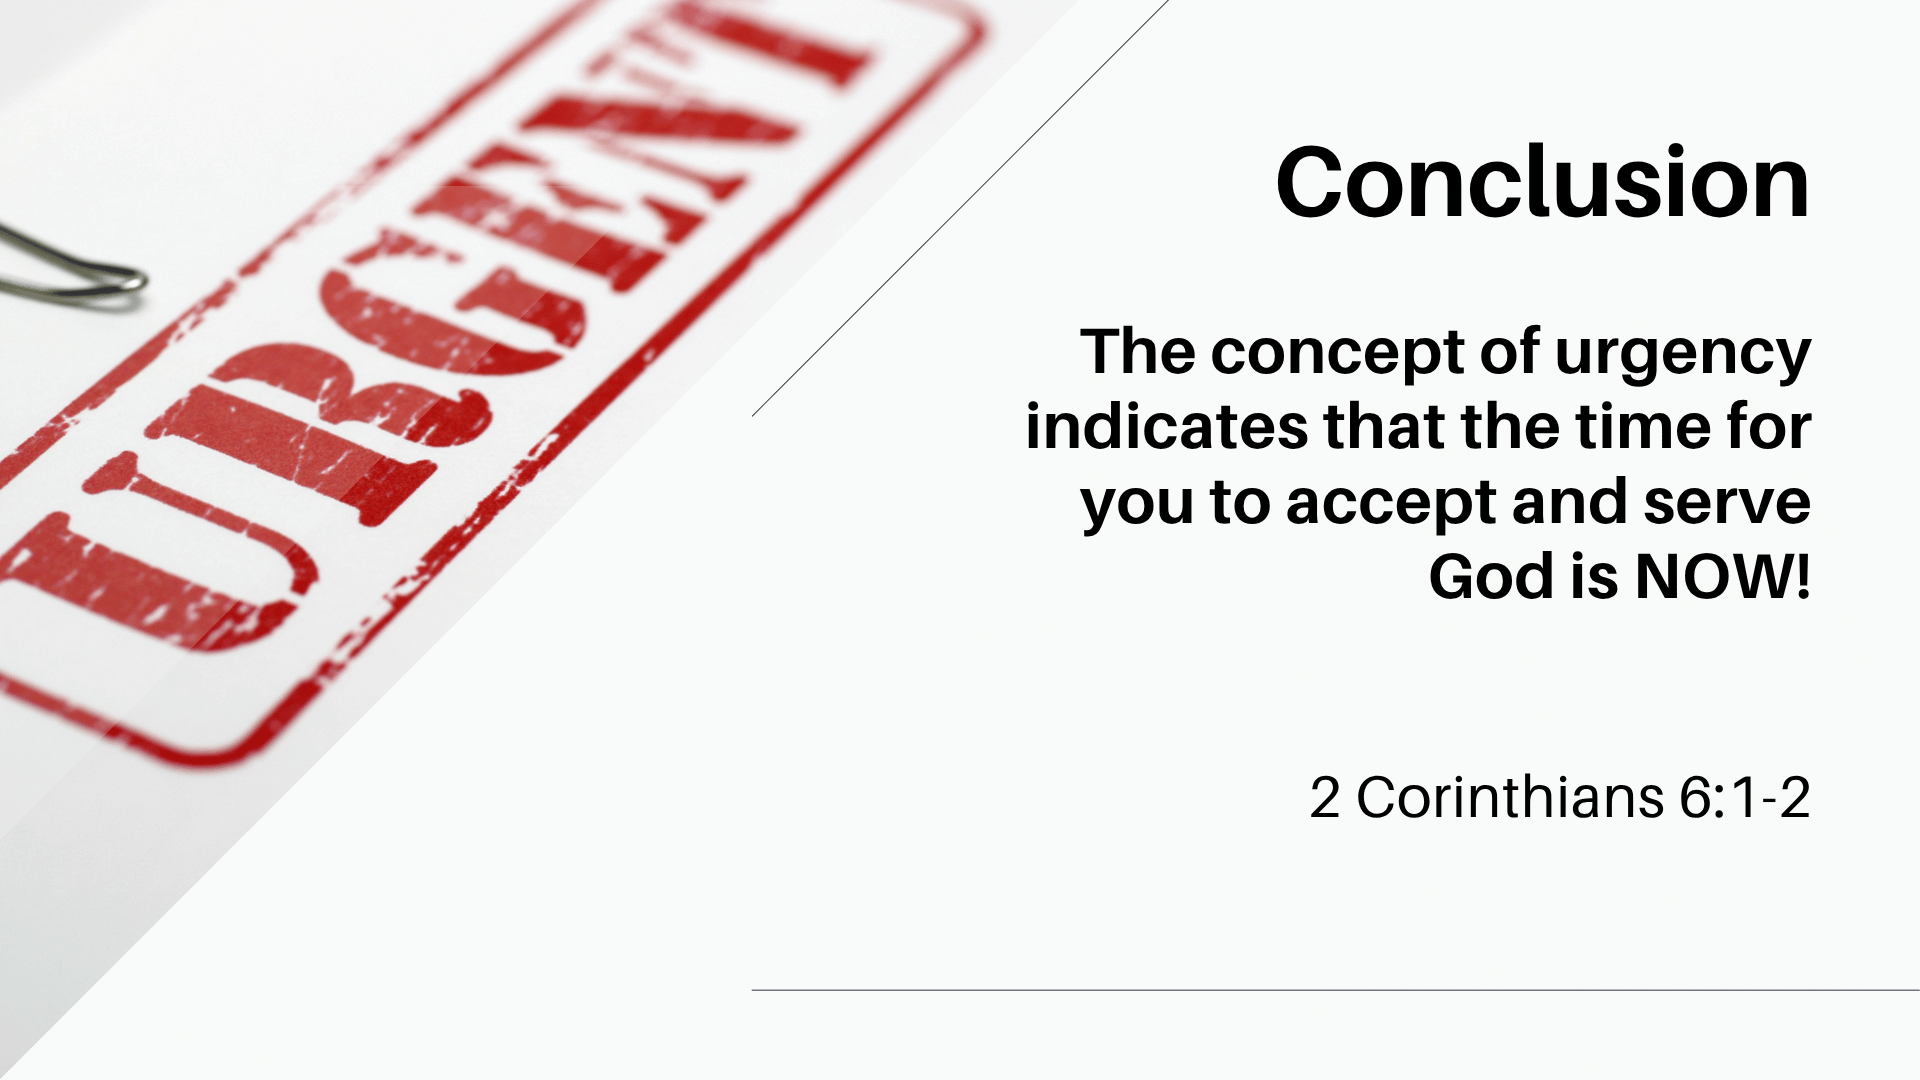 URGENT
Conclusion
The concept of urgency
indicates that the time for
you to accept and serve
God is NOW!
2 Corinthians 6:1-2